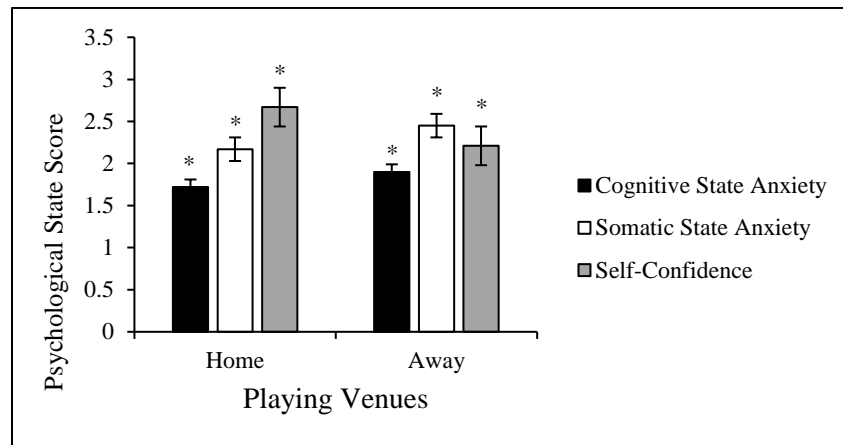 Psychological State Score
3.5
3
2.5
2
1.5
1
0.5
0
*
*
*
*
*
*
Home
Away
Playing Venues
Cognitive State Anxiety
Somatic State Anxiety
Self-Confidence